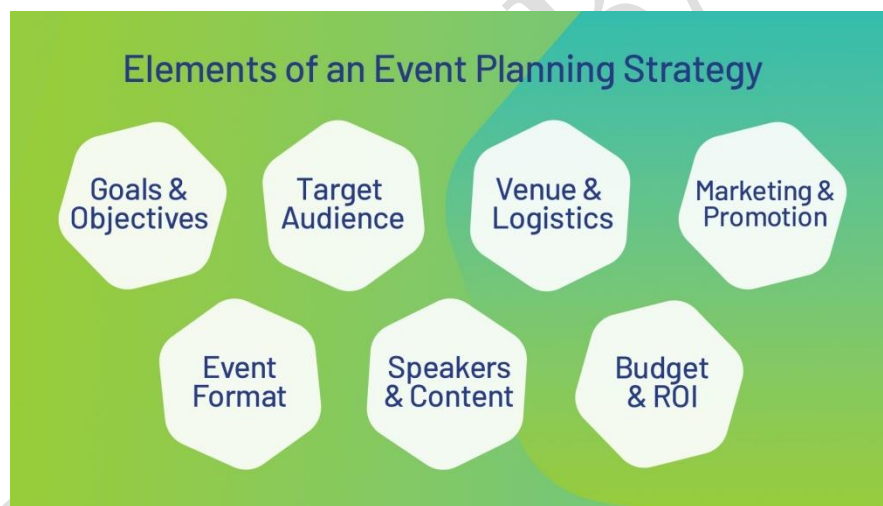 Elements of an Event Planning Strategy
Goals &
Objectives
Target
Audience
Venue &
Logistics
Marketing &
Promotion
Event
Format
Speakers
& Content
Budget
& ROI